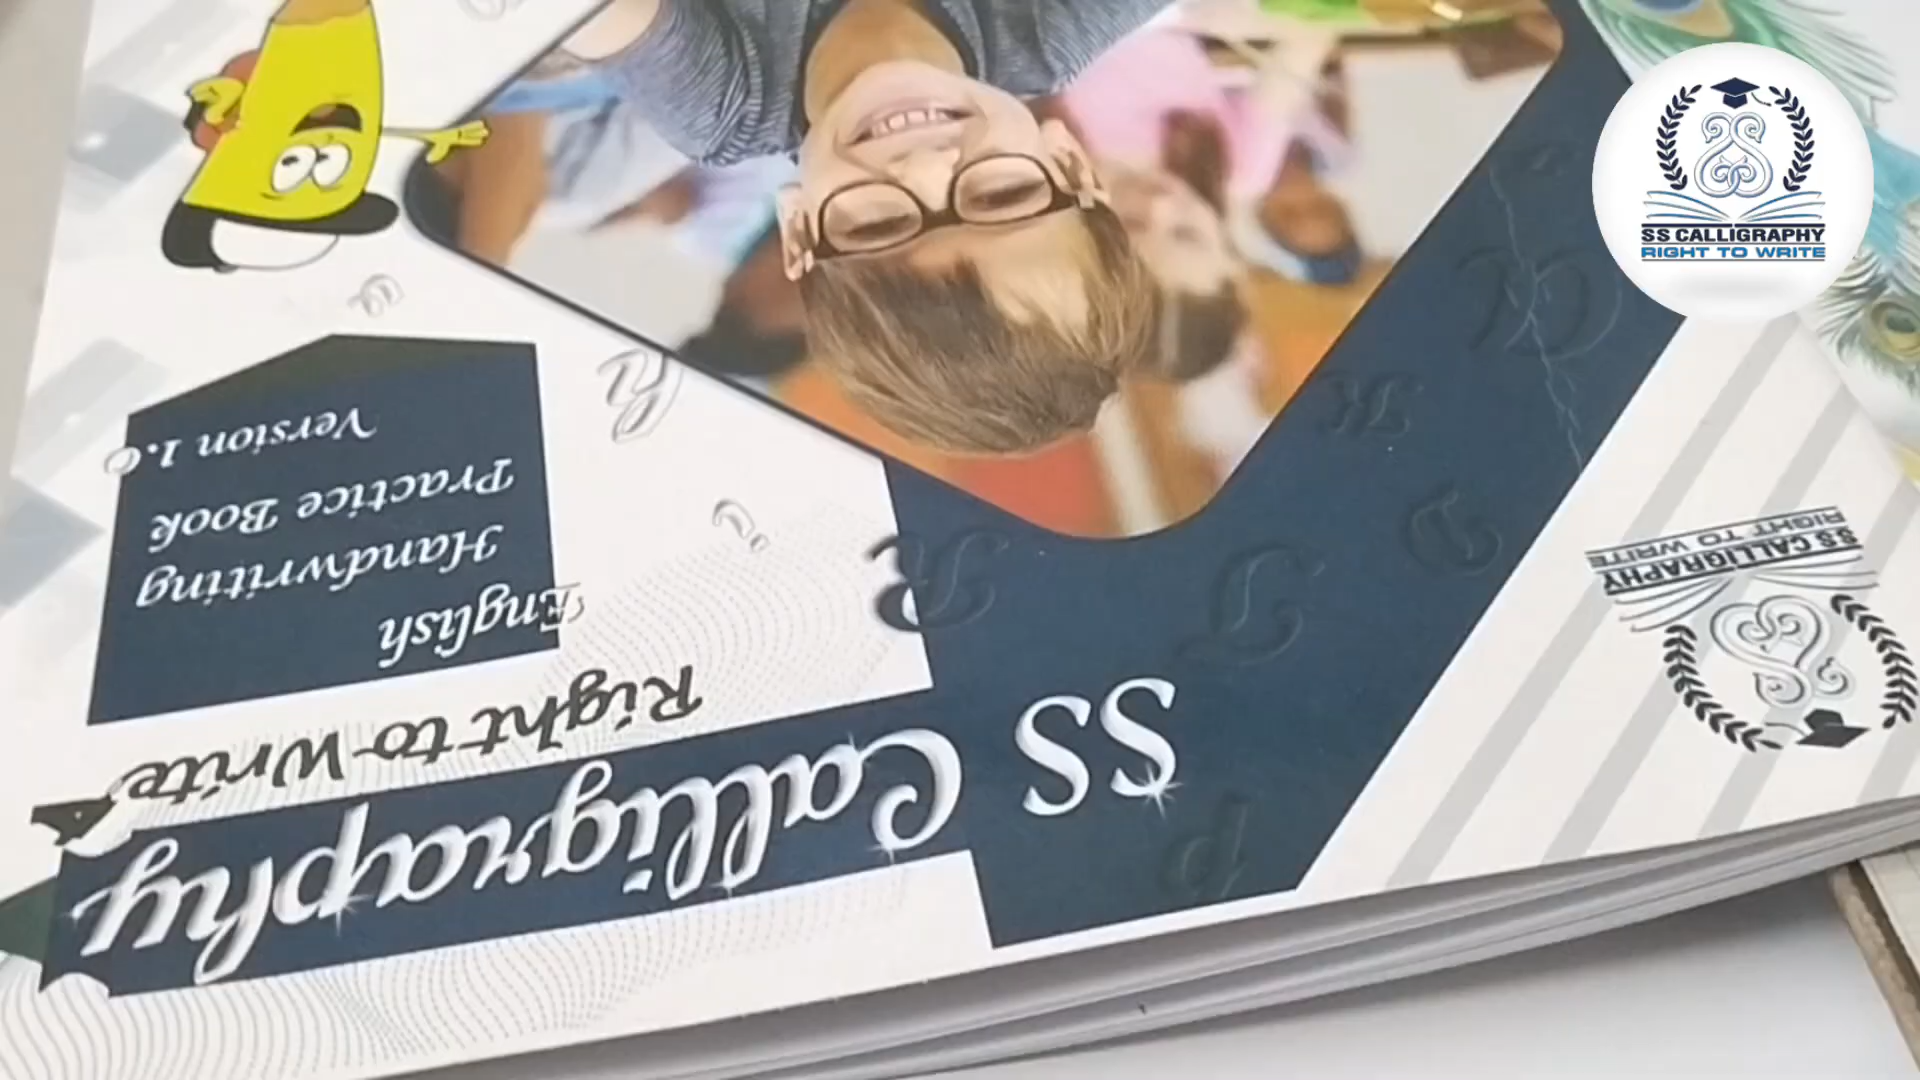 SS CALLIGRAPHY
RIGHT TO WRITE
SS CALLIGRAPHY
RIGHT TO WRITE
SS Calligraphy
Right to Write
English
Handwriting
Practice Book
Version 1.0